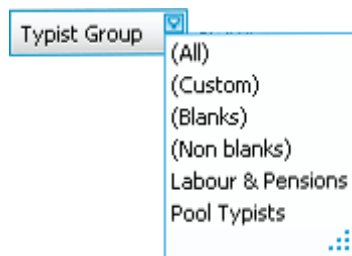 Typist Group
(All)
(Custom)
(Blanks)
(Non blanks)
Labour & Pensions
Pool Typists